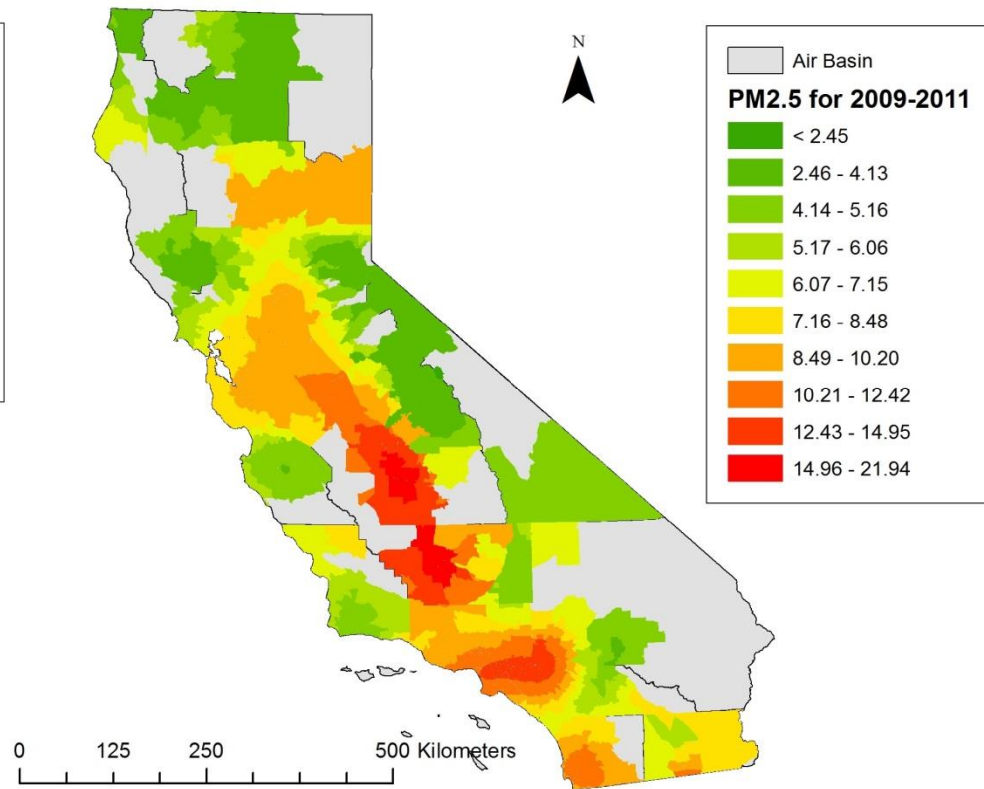 N
Air Basin
PM2.5 for 2009-2011
< 2.45
2.46 - 4.13
4.14 - 5.16
5.17 - 6.06
6.07 - 7.15
7.16 - 8.48
8.49 - 10.20
10.21 - 12.42
12.43 - 14.95
14.96 - 21.94
0 125 250 500 Kilometers